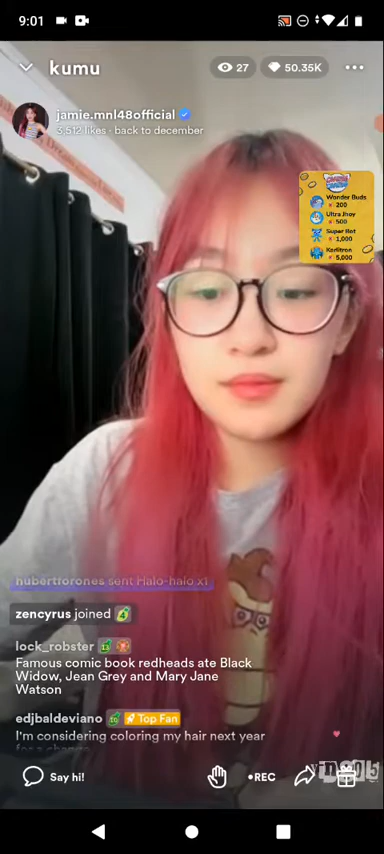 9:01
kumu
27
50.35K
jamie.mnl48official
3,512 likes · back to december
Wonder Buds
200
Ultra Jhoy
500
Super Bot
1,000
Kerlitron
5,000
hubertforones sent Halo-halo x1
zencyrus joined
lock_robster
Famous comic book redheads ate Black
Widow, Jean Grey and Mary Jane
Watson
edjbaldeviano Top Fan
I'm considering coloring my hair next year
for a change
Say hi!
•REC